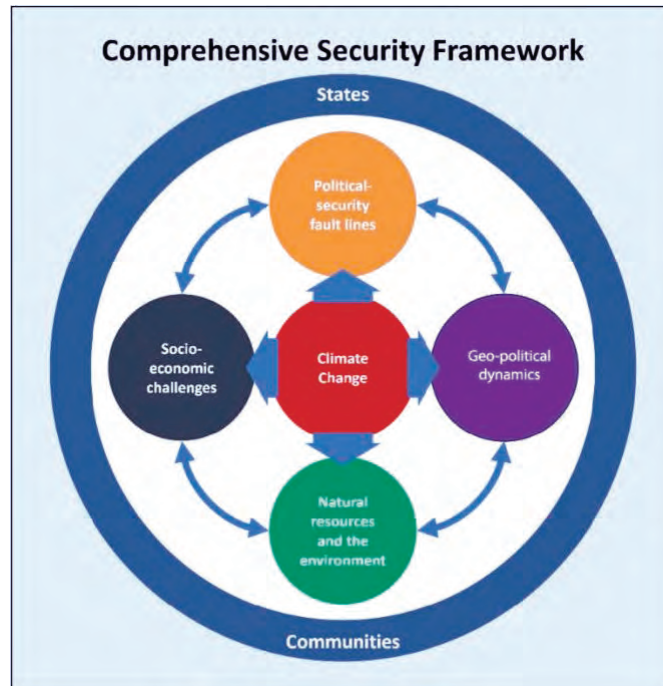 Comprehensive Security Framework
States
Political-
security
fault lines
Socio-
economic
challenges
Climate
Change
Geo-political
dynamics
Natural
resources
and the
environment
Communities